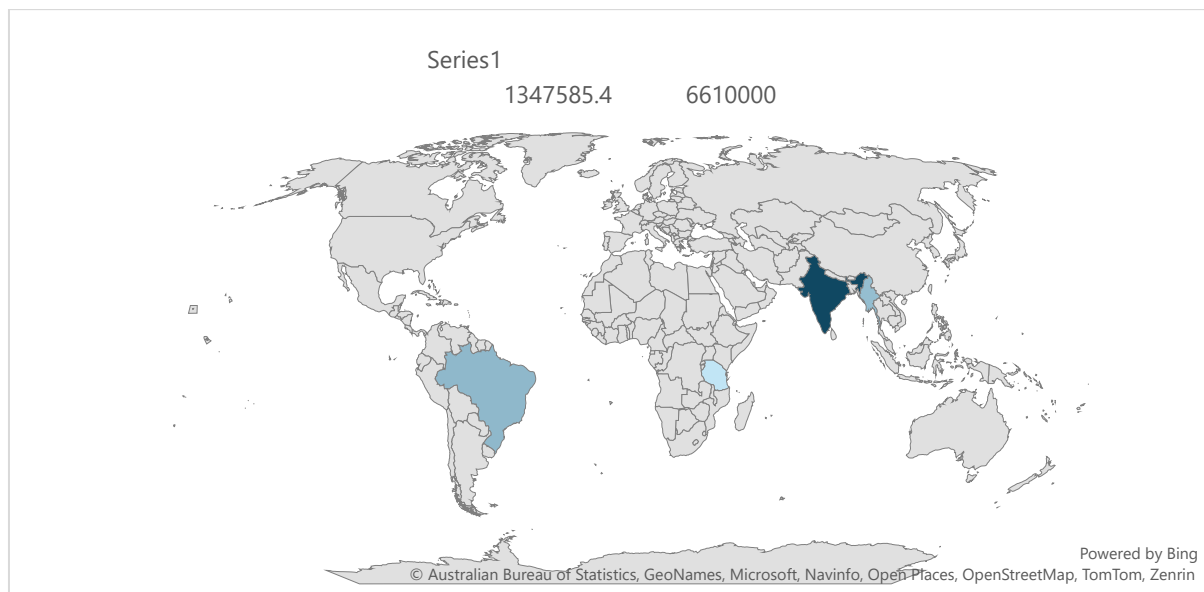 Series1
1347585.4 6610000
Powered by Bing
© Australian Bureau of Statistics, GeoNames, Microsoft, Navinfo, Open Places, OpenStreetMap, TomTom, Zenrin